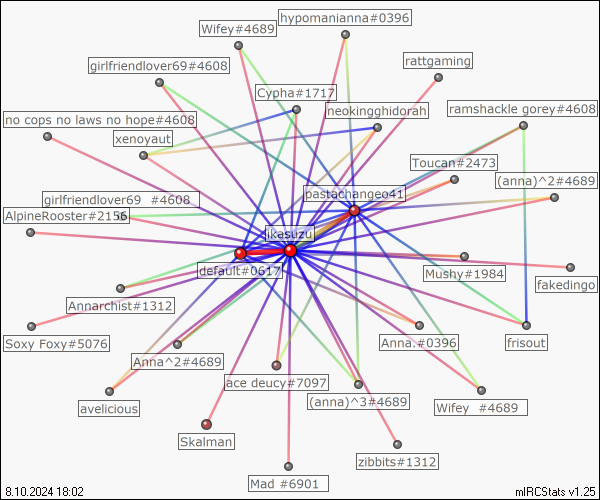 hypomanianna#0396
Wifey#4689
rattgaming
girlfriendlover69#4608
Cypha#1717
neokingghidorah
ramshackle gorey#4608
no cops no laws no hope#4608
xenoyaut
Toucan#2473
(anna)^2#4689
pastachangeo41
girlfriendlover69 #4608
AlpineRooster#2156
ikasuzu
default#0617
Mushy#1984
fakedingo
Annarchist#1312
Soxy Foxy#5076
Anna.#0396
frisout
Anna^2#4689
ace deucy#7097
(anna)^3#4689
Wifey #4689
avelicious
Skalman
zibbits#1312
Mad #6901
8.10.2024 18:02
mIRCStats v1.25